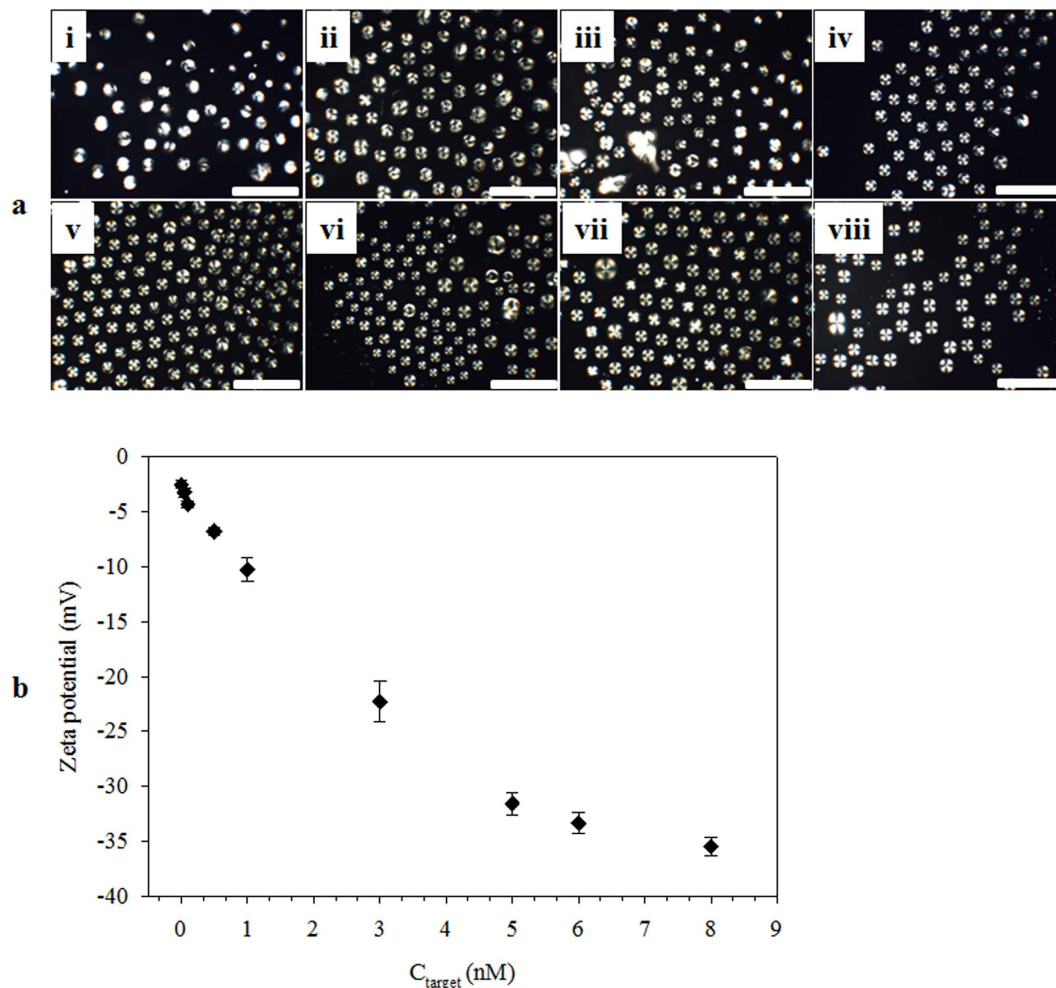 i
ii
iii
iv
a
v
vi
vii
viii
b
Zeta potential (mV)
0
-5
-10
-15
-20
-25
-30
-35
-40
0 1 2 3 4 5 6 7 8 9
C_target (nM)